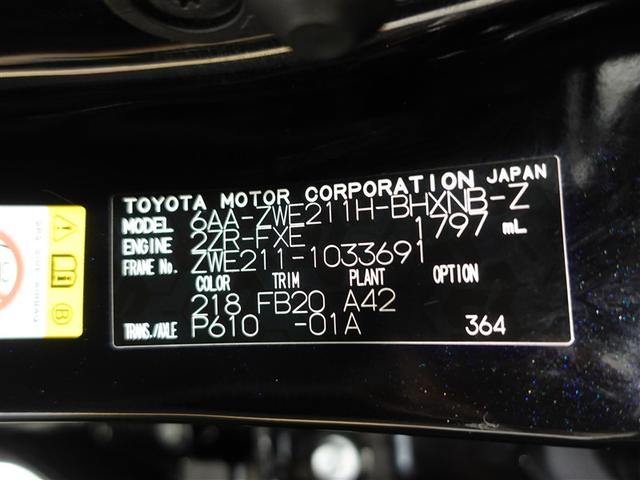 TOYOTA MOTOR CORPORATION JAPAN
MODEL 6AA-ZWE211H-BHXNB-Z
ENGINE 2ZR-FXE 1797 mL
FRAME No. ZWE211-1033691
COLOR TRIM PLANT OPTION
218 FB20 A42
TRANS./AXLE P610 -01A 364
B